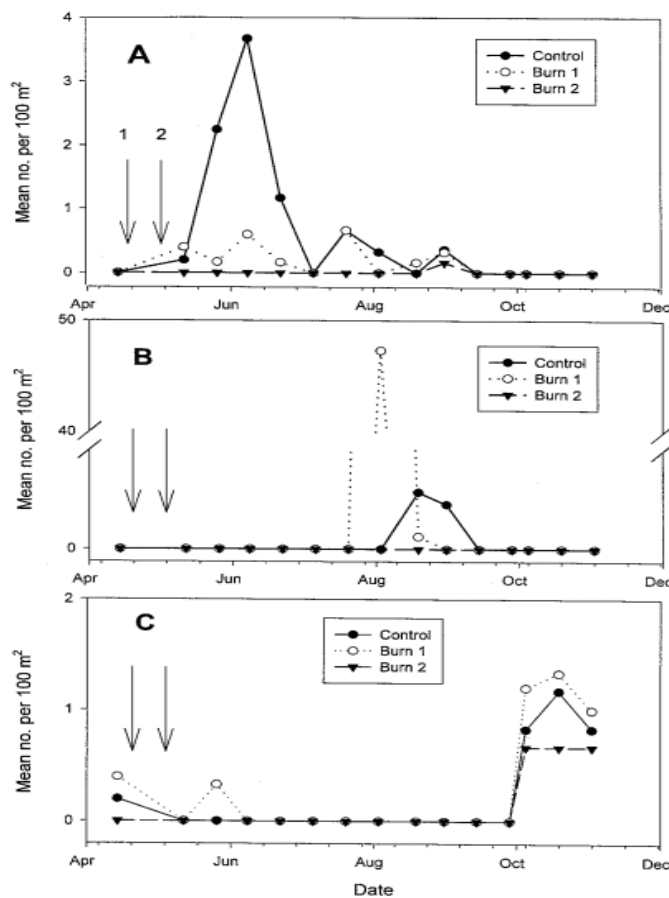 4
A
Control
Burn 1
Burn 2
3
Mean no. per 100 m²
1 2
2
1
0
Apr Jun Aug Oct Dec
50
B
Control
Burn 1
Burn 2
Mean no. per 100 m²
40
0
Apr Jun Aug Oct Dec
2
C
Control
Burn 1
Burn 2
Mean no. per 100 m²
1
0
Apr Jun Aug Oct Dec
Date